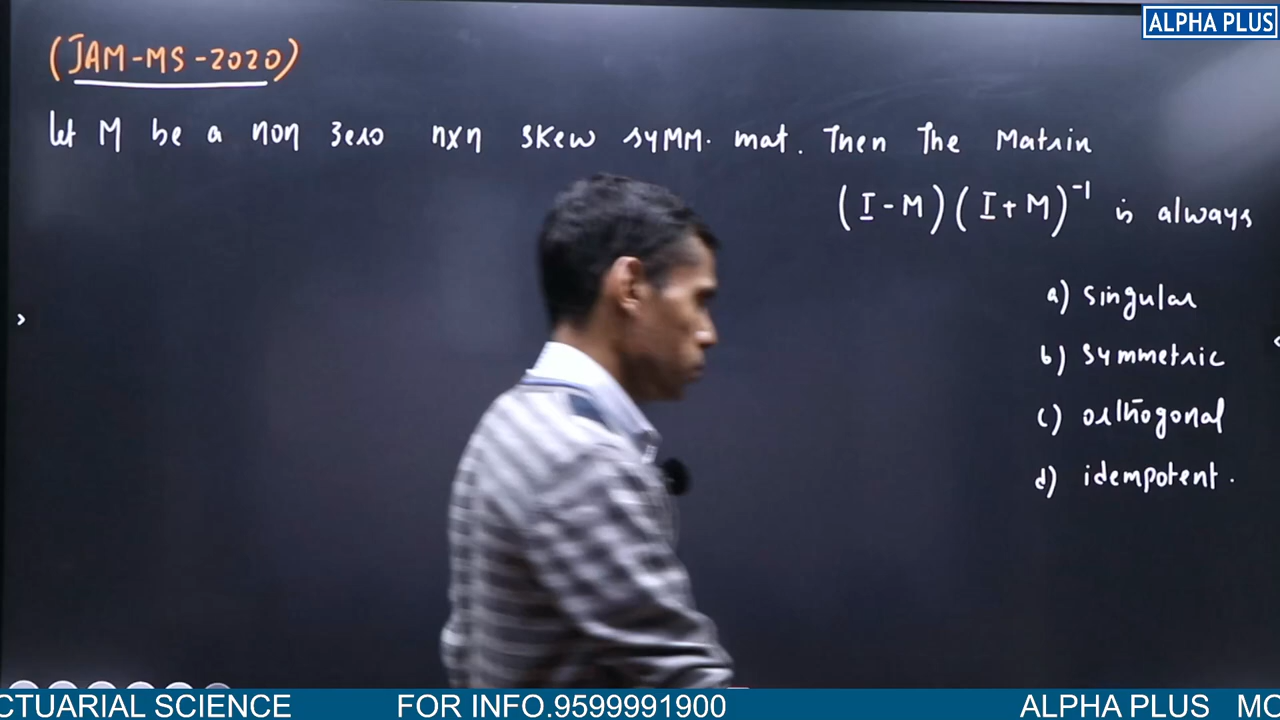 ALPHA PLUS
(JAM-MS-2020)
let M be a non zero nxn skew symm. mat. Then The Matrix
(I-M)(I+M)⁻¹ is always
a) singular
b) symmetric
c) orthogonal
d) idempotent.
CTUARIAL SCIENCE FOR INFO.9599991900 ALPHA PLUS MO